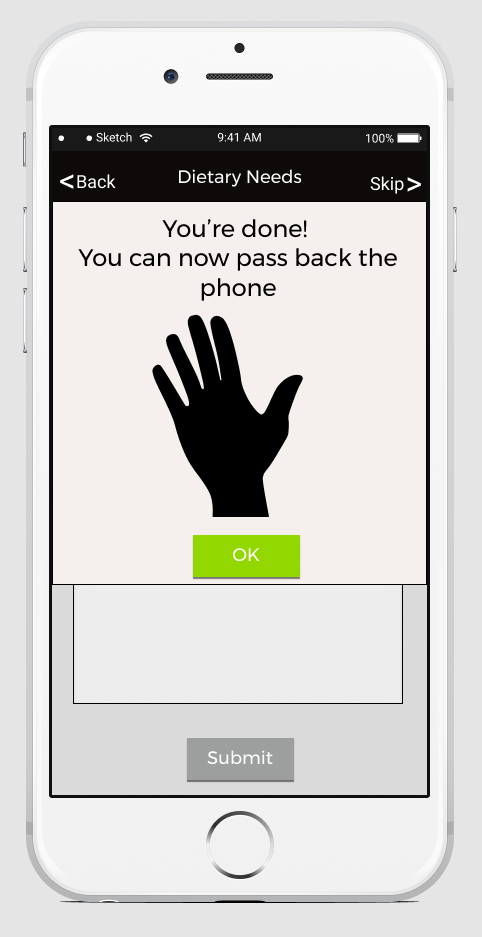 Sketch 9:41 AM 100%
<Back Dietary Needs Skip>
You’re done!
You can now pass back the
phone
OK
Submit